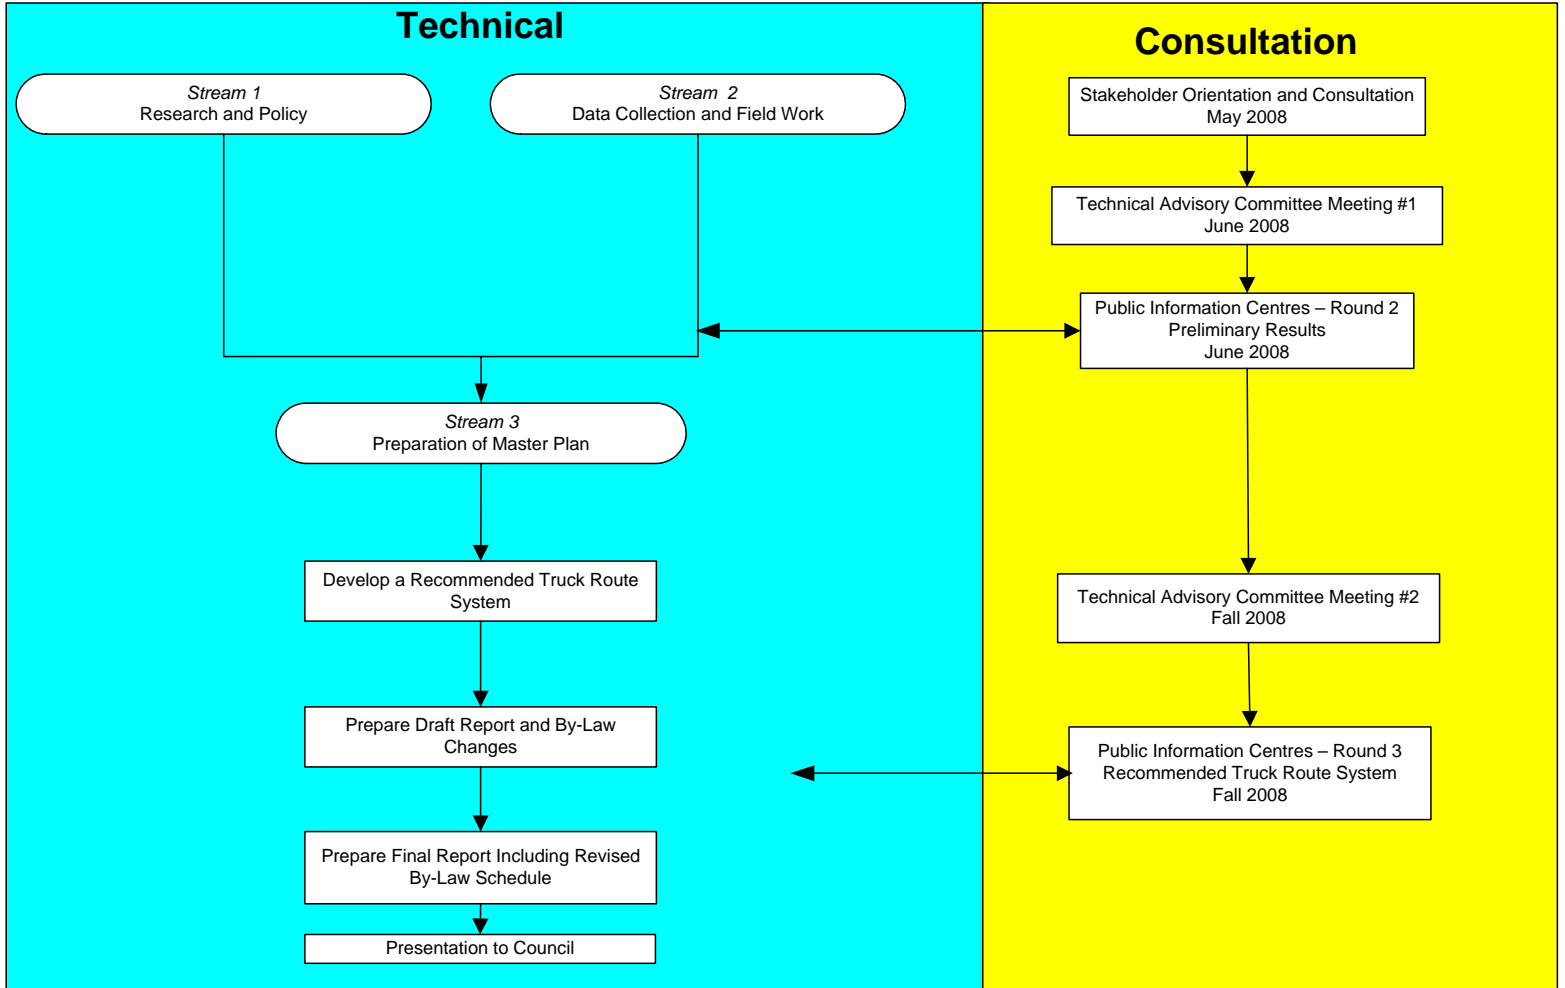 Technical
Stream 1
Research and Policy
Stream 2
Data Collection and Field Work
Stream 3
Preparation of Master Plan
Develop a Recommended Truck Route
System
Prepare Draft Report and By-Law
Changes
Prepare Final Report Including Revised
By-Law Schedule
Presentation to Council
Consultation
Stakeholder Orientation and Consultation
May 2008
Technical Advisory Committee Meeting #1
June 2008
Public Information Centres – Round 2
Preliminary Results
June 2008
Technical Advisory Committee Meeting #2
Fall 2008
Public Information Centres – Round 3
Recommended Truck Route System
Fall 2008